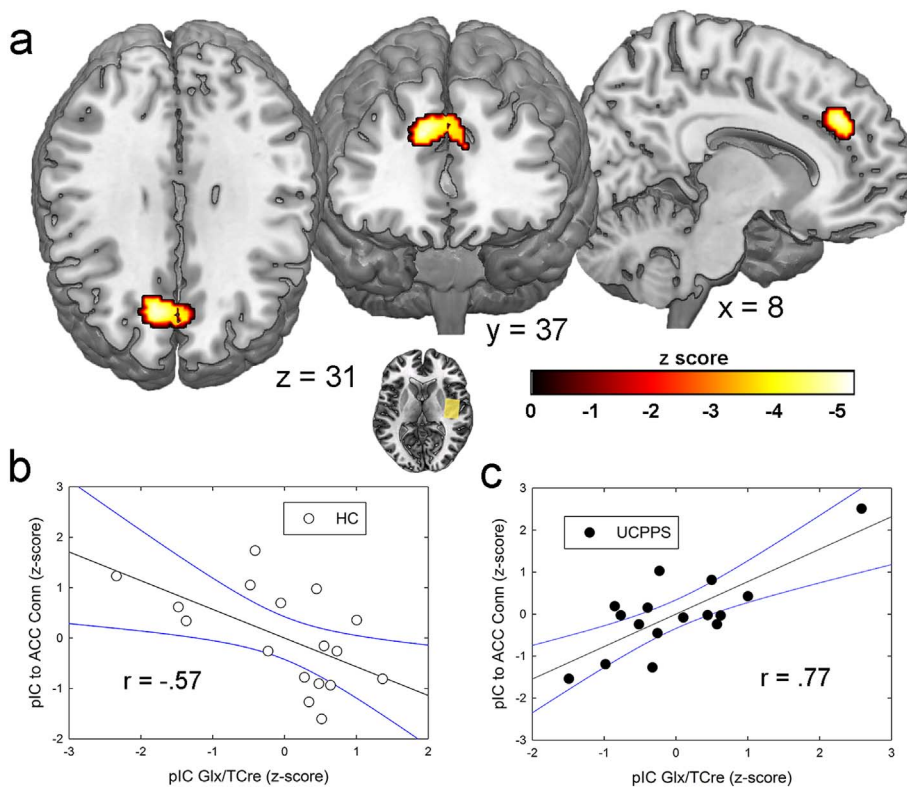 a
z = 31
y = 37
x = 8
z score
0 -1 -2 -3 -4 -5
b
3
2
1
0
-1
-2
-3 -2 -1 0 1 2
pIC to ACC Conn (z-score)
pIC Glx/TCre (z-score)
HC
r = -.57
c
3
2
1
0
-1
-2
-3
-2 -1 0 1 2 3
pIC to ACC Conn (z-score)
pIC Glx/TCre (z-score)
UCPPS
r = .77